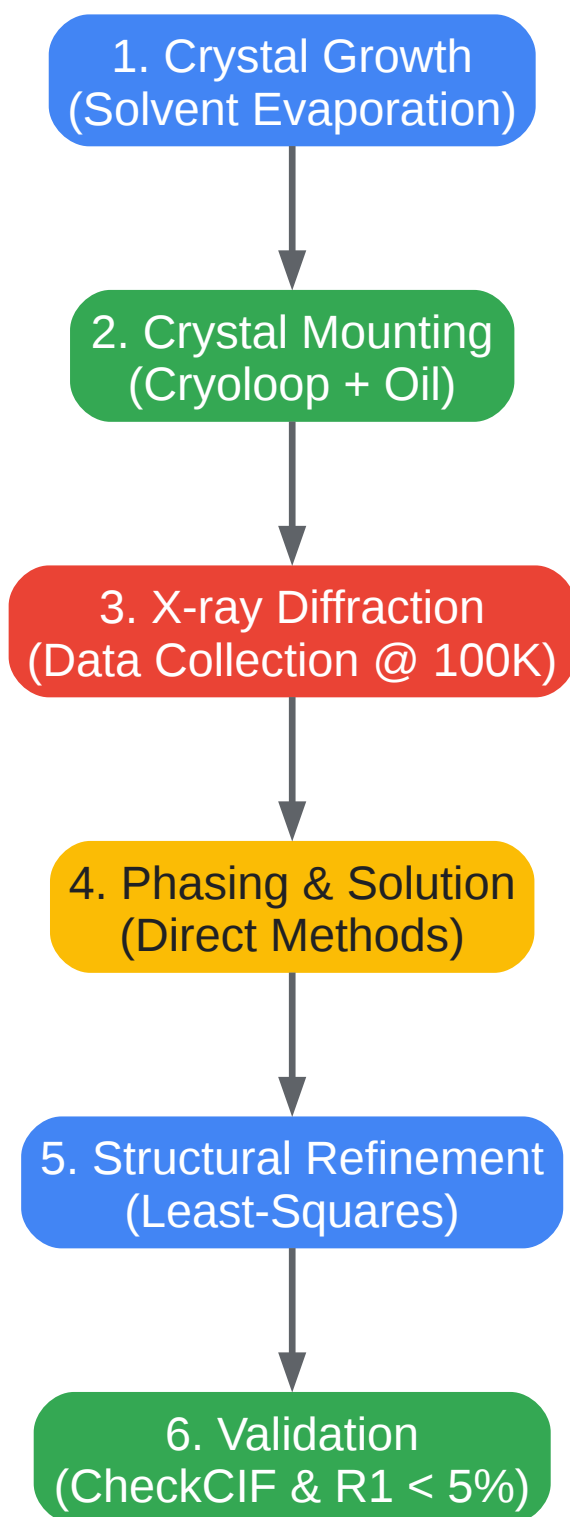 1. Crystal Growth
(Solvent Evaporation)
2. Crystal Mounting
(Cryoloop + Oil)
3. X-ray Diffraction
(Data Collection @ 100K)
4. Phasing & Solution
(Direct Methods)
5. Structural Refinement
(Least-Squares)
6. Validation
(CheckCIF & R1 < 5%)